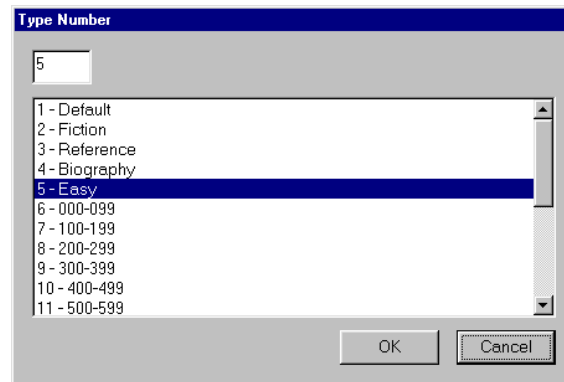 Type Number
5
1 - Default
2 - Fiction
3 - Reference
4 - Biography
5 - Easy
6 - 000-099
7 - 100-199
8 - 200-299
9 - 300-399
10 - 400-499
11 - 500-599
OK Cancel